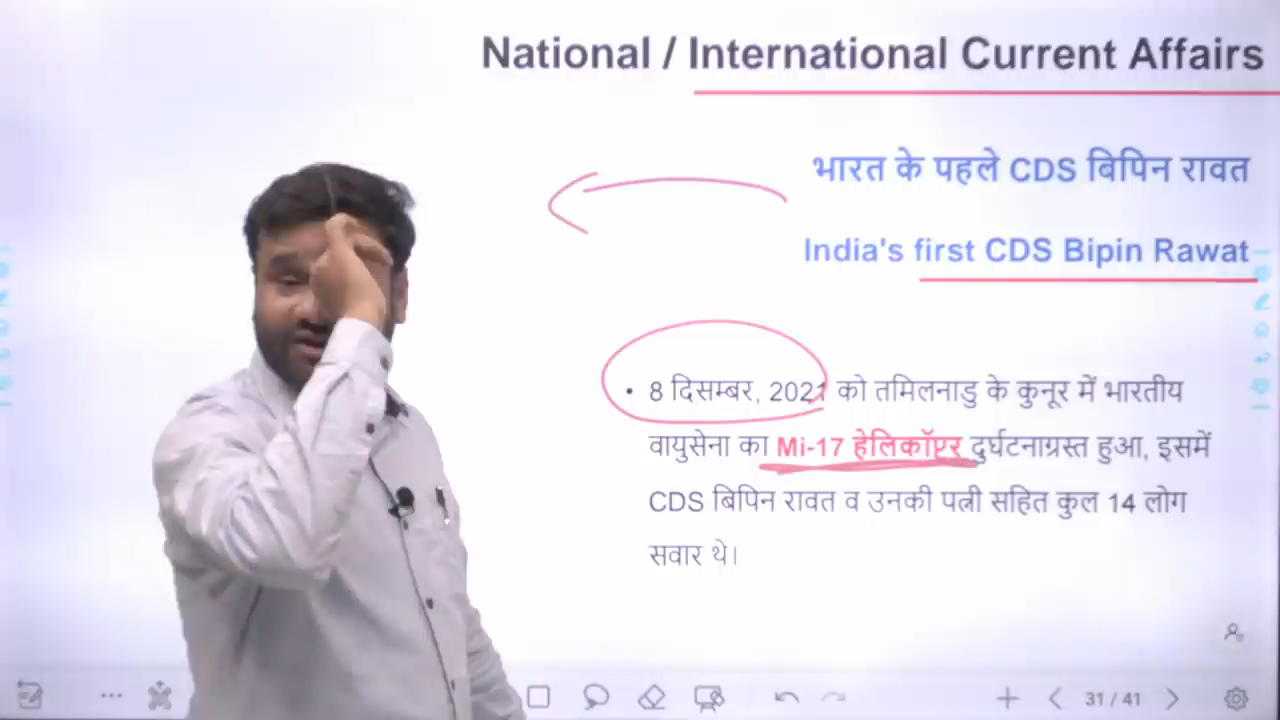 National / International Current Affairs
भारत के पहले CDS बिपिन रावत
India's first CDS Bipin Rawat
• 8 दिसम्बर, 2021 को तमिलनाडु के कुनूर में भारतीय
वायुसेना का Mi-17 हेलिकॉप्टर दुर्घटनाग्रस्त हुआ, इसमें
CDS बिपिन रावत व उनकी पत्नी सहित कुल 14 लोग
सवार थे।
31 / 41